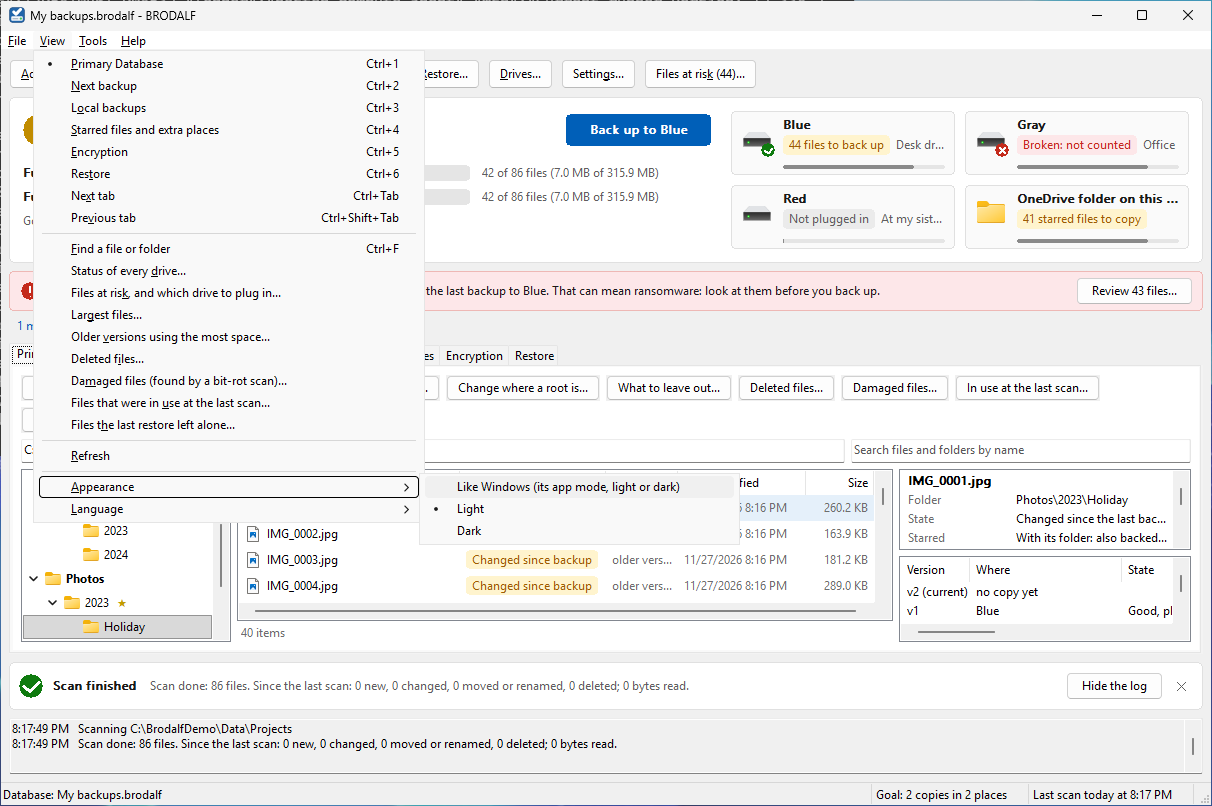 My backups.brodalf - BRODALF
File View Tools Help
Primary Database Ctrl+1
Next backup Ctrl+2
Local backups Ctrl+3
Starred files and extra places Ctrl+4
Encryption Ctrl+5
Restore Ctrl+6
Next tab Ctrl+Tab
Previous tab Ctrl+Shift+Tab
Find a file or folder Ctrl+F
Status of every drive...
Files at risk, and which drive to plug in...
Largest files...
Older versions using the most space...
Deleted files...
Damaged files (found by a bit-rot scan)...
Files that were in use at the last scan...
Files the last restore left alone...
Refresh
Appearance
Language
Like Windows (its app mode, light or dark)
Light
Dark
Drives... Settings... Files at risk (44)...
Back up to Blue
42 of 86 files (7.0 MB of 315.9 MB)
42 of 86 files (7.0 MB of 315.9 MB)
Blue
44 files to back up Desk dr...
Gray
Broken: not counted Office
Red
Not plugged in At my sist...
OneDrive folder on this ...
41 starred files to copy
the last backup to Blue. That can mean ransomware: look at them before you back up.
Review 43 files...
Encryption Restore
Change where a root is... What to leave out... Deleted files... Damaged files... In use at the last scan...
Search files and folders by name
Size
8:16 PM 260.2 KB
IMG_0002.jpg 8:16 PM 163.9 KB
IMG_0003.jpg Changed since backup older vers... 11/27/2026 8:16 PM 181.2 KB
IMG_0004.jpg Changed since backup older vers... 11/27/2026 8:16 PM 289.0 KB
40 items
2023
2024
Photos
2023
Holiday
IMG_0001.jpg
Folder Photos\2023\Holiday
State Changed since the last bac...
Starred With its folder: also backed...
Version Where State
v2 (current) no copy yet
v1 Blue Good, pl
Scan finished Scan done: 86 files. Since the last scan: 0 new, 0 changed, 0 moved or renamed, 0 deleted; 0 bytes read.
Hide the log
8:17:49 PM Scanning C:\BrodalfDemo\Data\Projects
8:17:49 PM Scan done: 86 files. Since the last scan: 0 new, 0 changed, 0 moved or renamed, 0 deleted; 0 bytes read.
Database: My backups.brodalf Goal: 2 copies in 2 places Last scan today at 8:17 PM